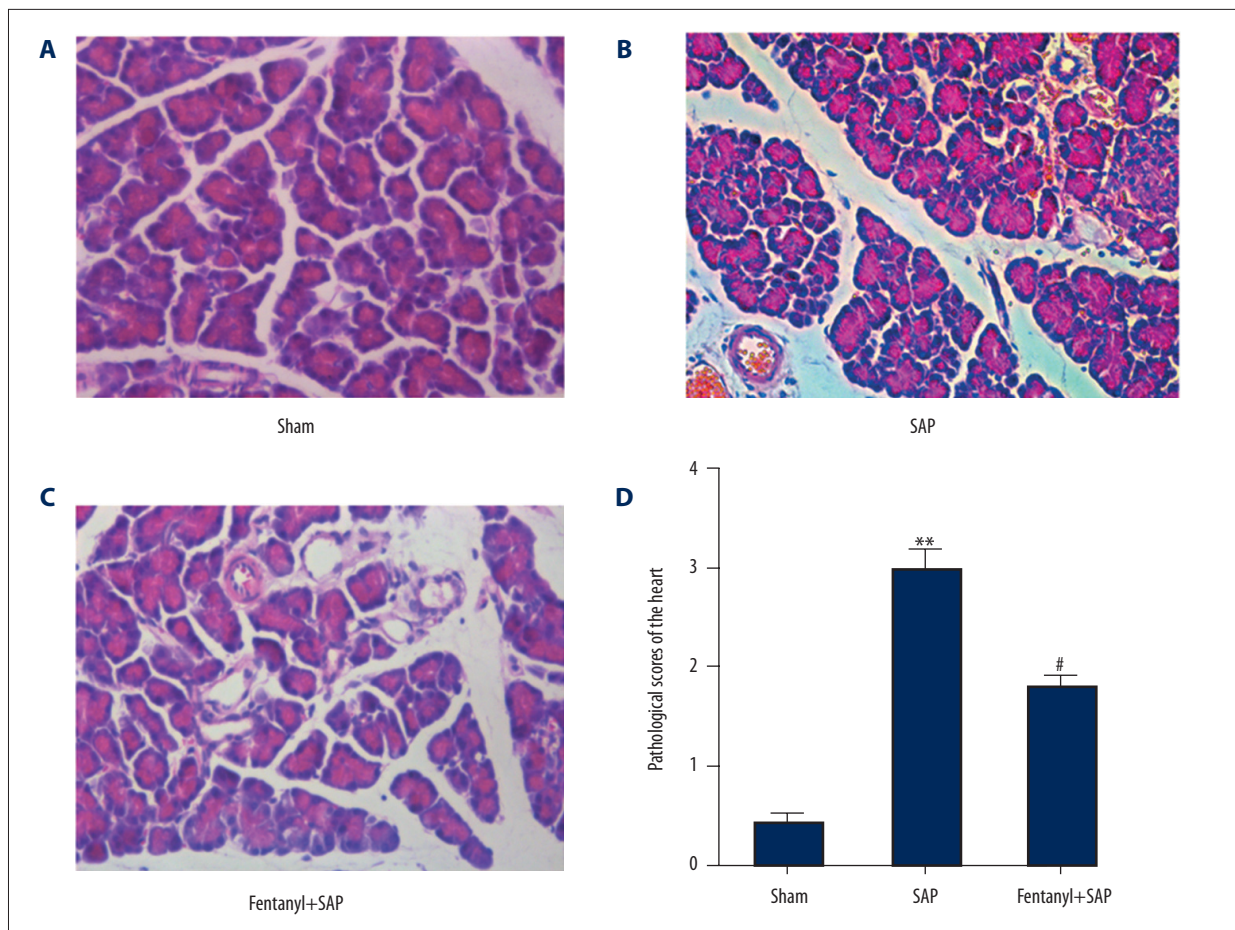 A
B
Sham
SAP
C
D
Fentanyl+SAP
Pathological scores of the heart
4
3
2
1
0
**
#
Sham
SAP
Fentanyl+SAP